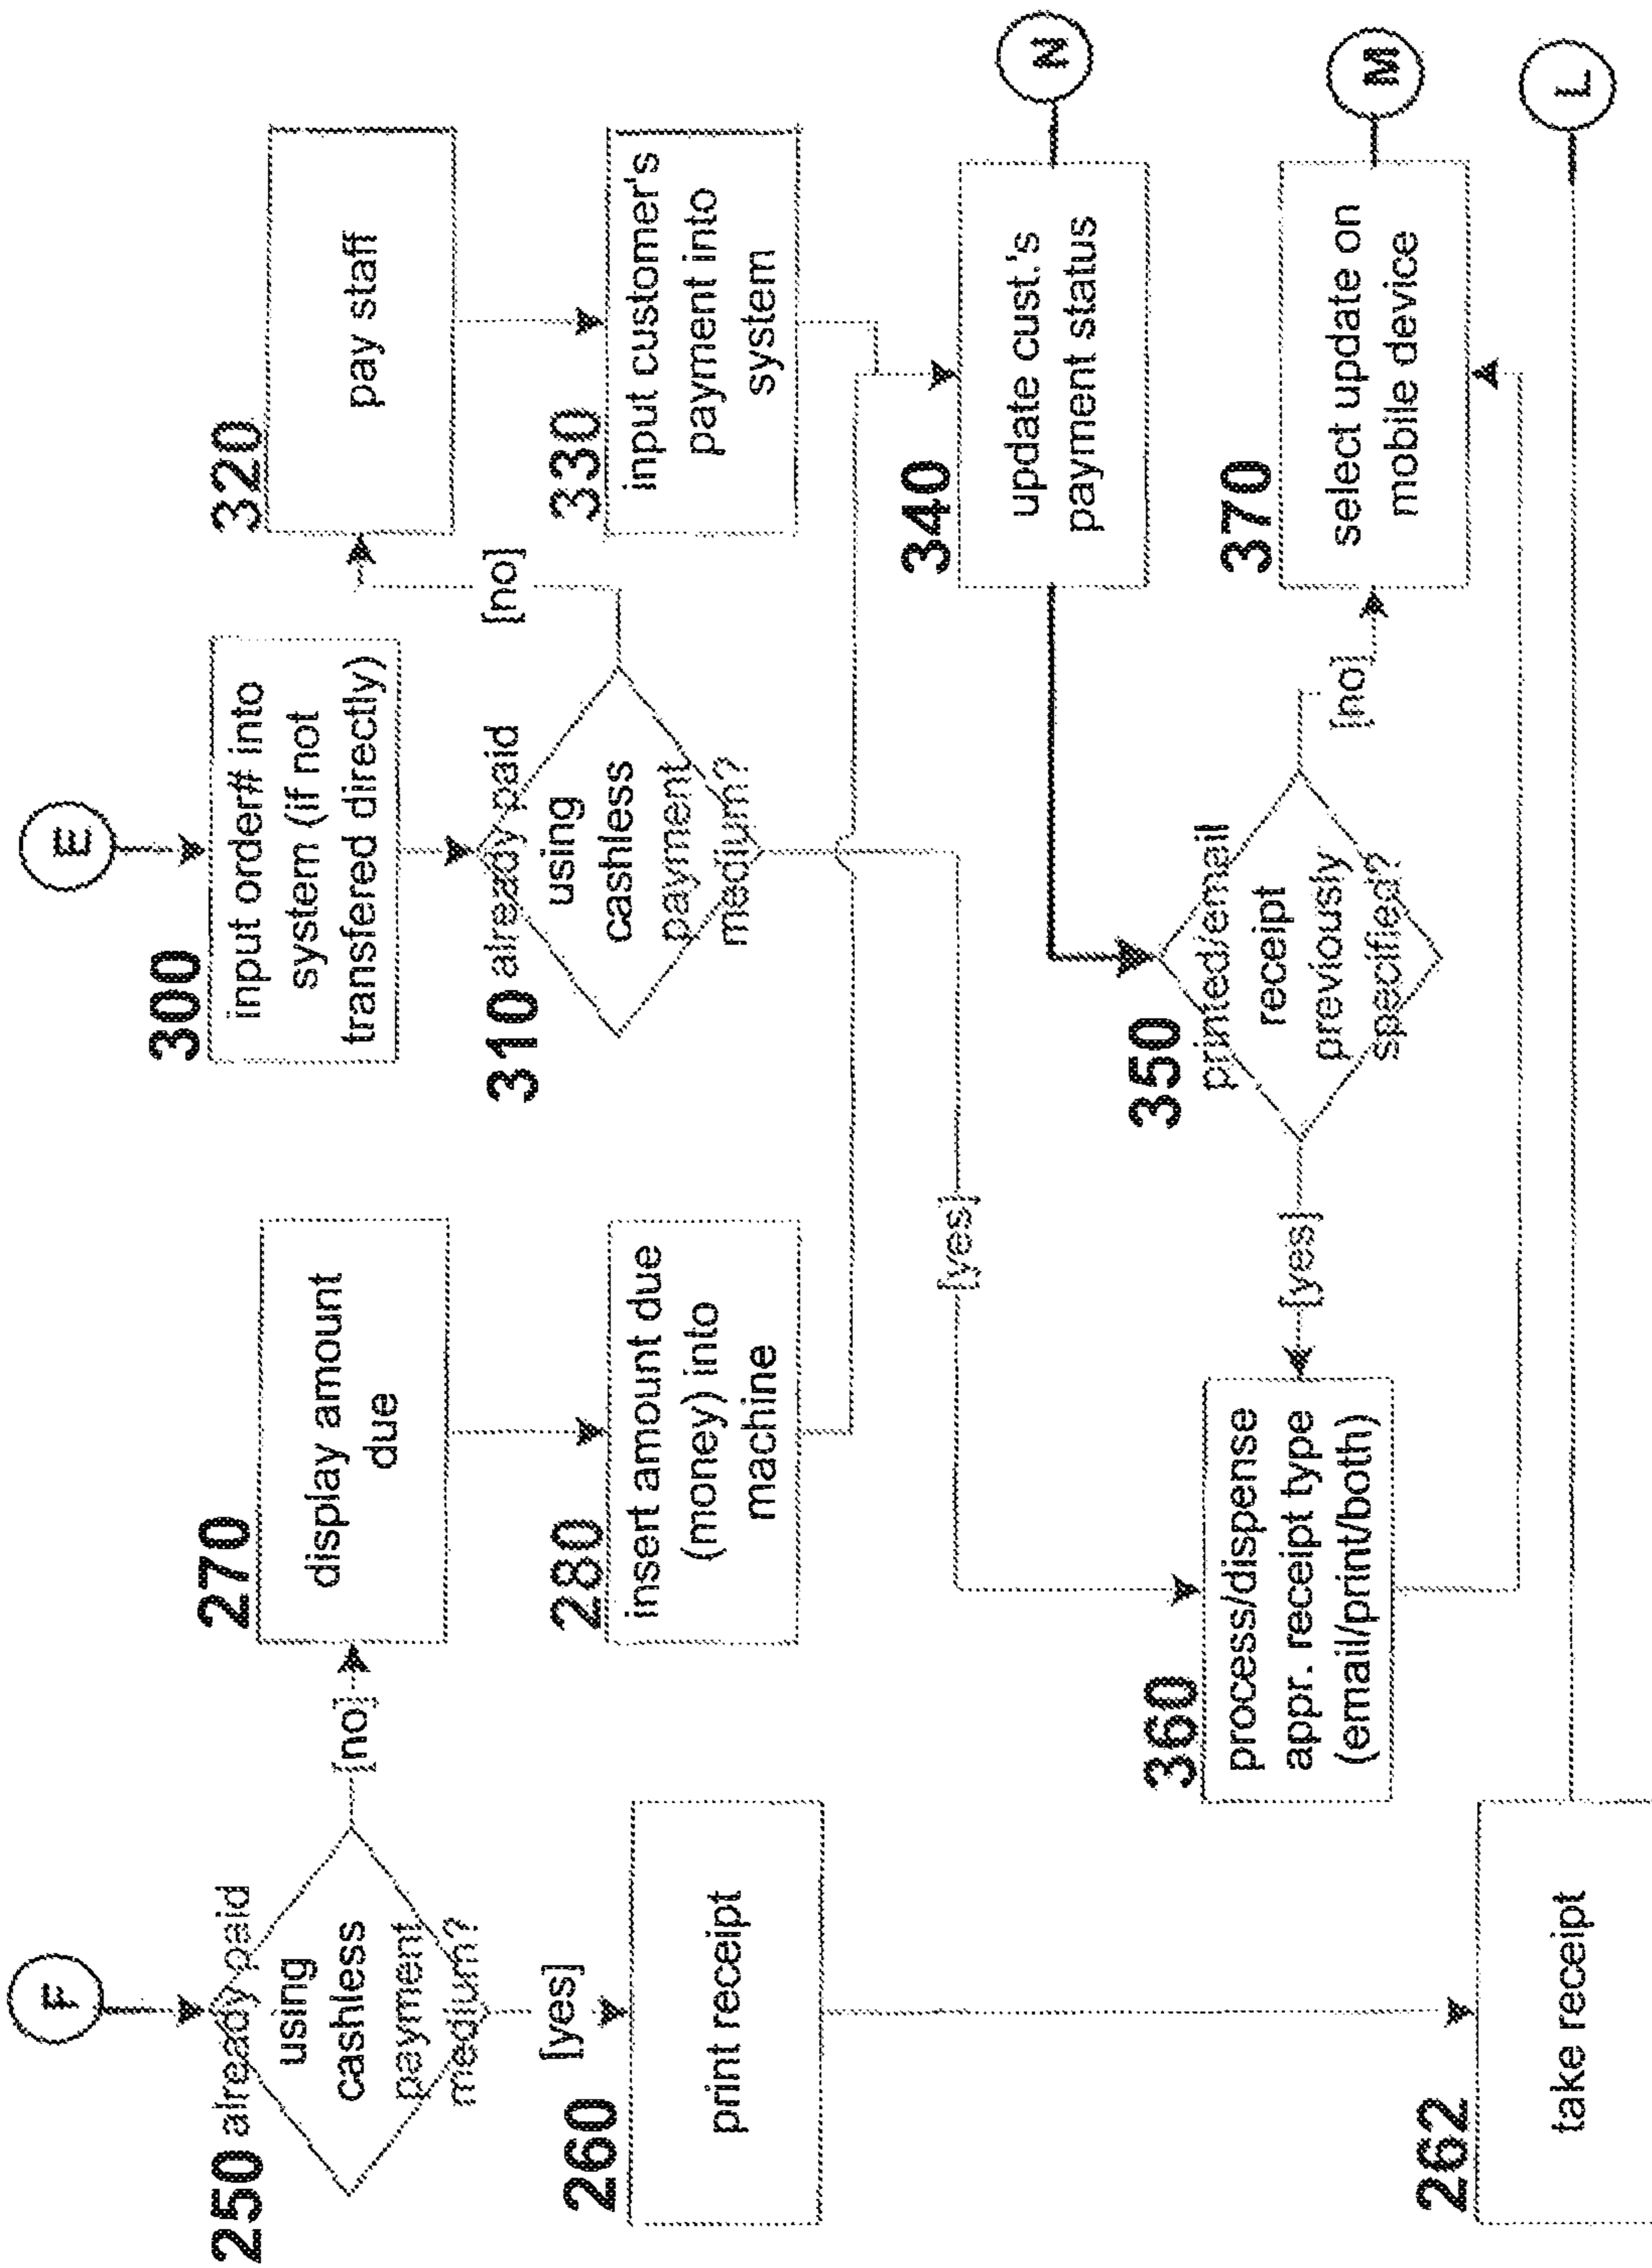 F
250 already paid
using
cashless
payment
medium?
[no]
[yes]
260
print receipt
262
take receipt
270
display amount
due
280
insert amount due
(money) into
machine
E
300
input order# into
system (if not
transfered directly)
310 already paid
using
cashless
payment
medium?
[no]
[yes]
320
pay staff
330
input customer's
payment into
system
340
update cust.'s
payment status
N
350
printed/email
receipt
previously
specified?
[yes]
[no]
360
process/dispense
appr. receipt type
(email/print/both)
370
select update on
mobile device
M
L